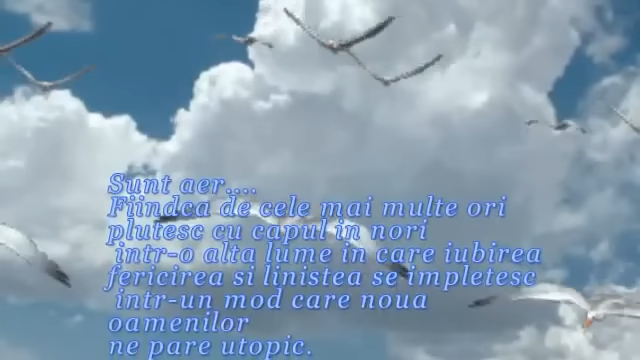 Sunt aer....
Fiindca de cele mai multe ori
plutesc cu capul in nori
intr-o alta lume in care iubirea
fericirea si linistea se impletesc
intr-un mod care noua
oamenilor
ne pare utopic.